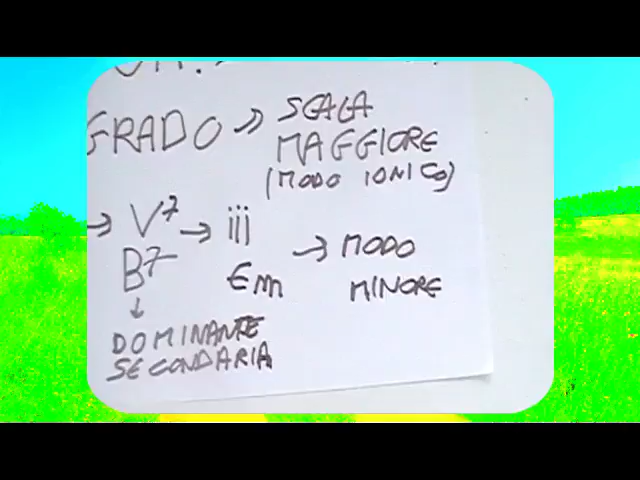 GRADO → SCALA
MAGGIORE
(MODO IONICO)
→ V7 → iii → MODO
B7 Em MINORE
↓
DOMINANTE
SECONDARIA